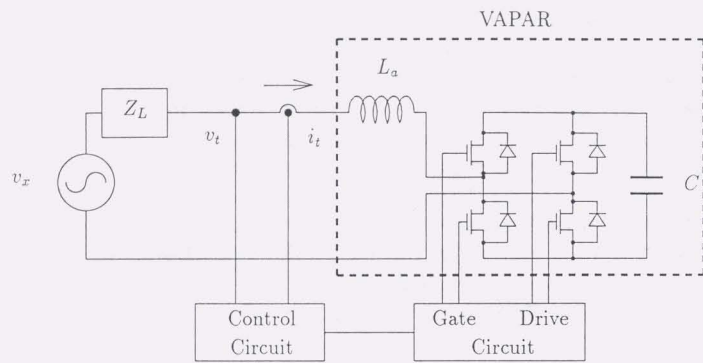 VAPAR
L_a
Z_L
v_t
i_t
v_x
C
Control
Circuit
Gate Drive
Circuit